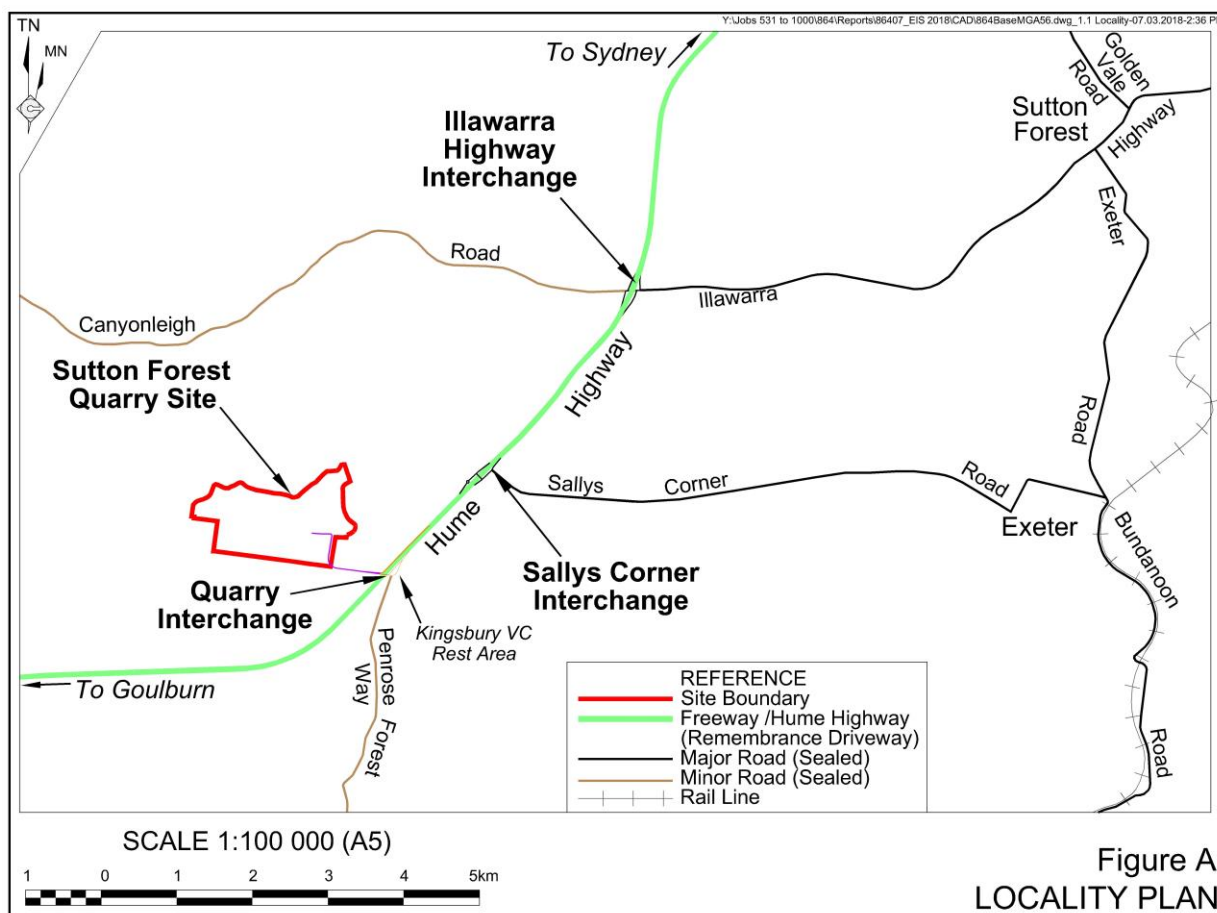 Y:\Jobs 531 to 1000\864\Reports\86407_EIS 2018\CAD\864BaseMGA56.dwg_1.1 Locality-07.03.2018-2:36 P
TN
MN
To Sydney
Golden
Vale
Road
Sutton
Forest
Highway
Illawarra
Highway
Interchange
Exeter
Road
Road
Illawarra
Canyonleigh
Highway
Sutton Forest
Quarry Site
Road
Sallys
Corner
Road
Hume
Exeter
Bundanoon
Sallys Corner
Interchange
Quarry
Interchange
Kingsbury VC
Rest Area
Penrose
Way
Forest
To Goulburn
Road
REFERENCE
Site Boundary
Freeway /Hume Highway
(Remembrance Driveway)
Major Road (Sealed)
Minor Road (Sealed)
Rail Line
SCALE 1:100 000 (A5)
1 0 1 2 3 4 5km
Figure A
LOCALITY PLAN